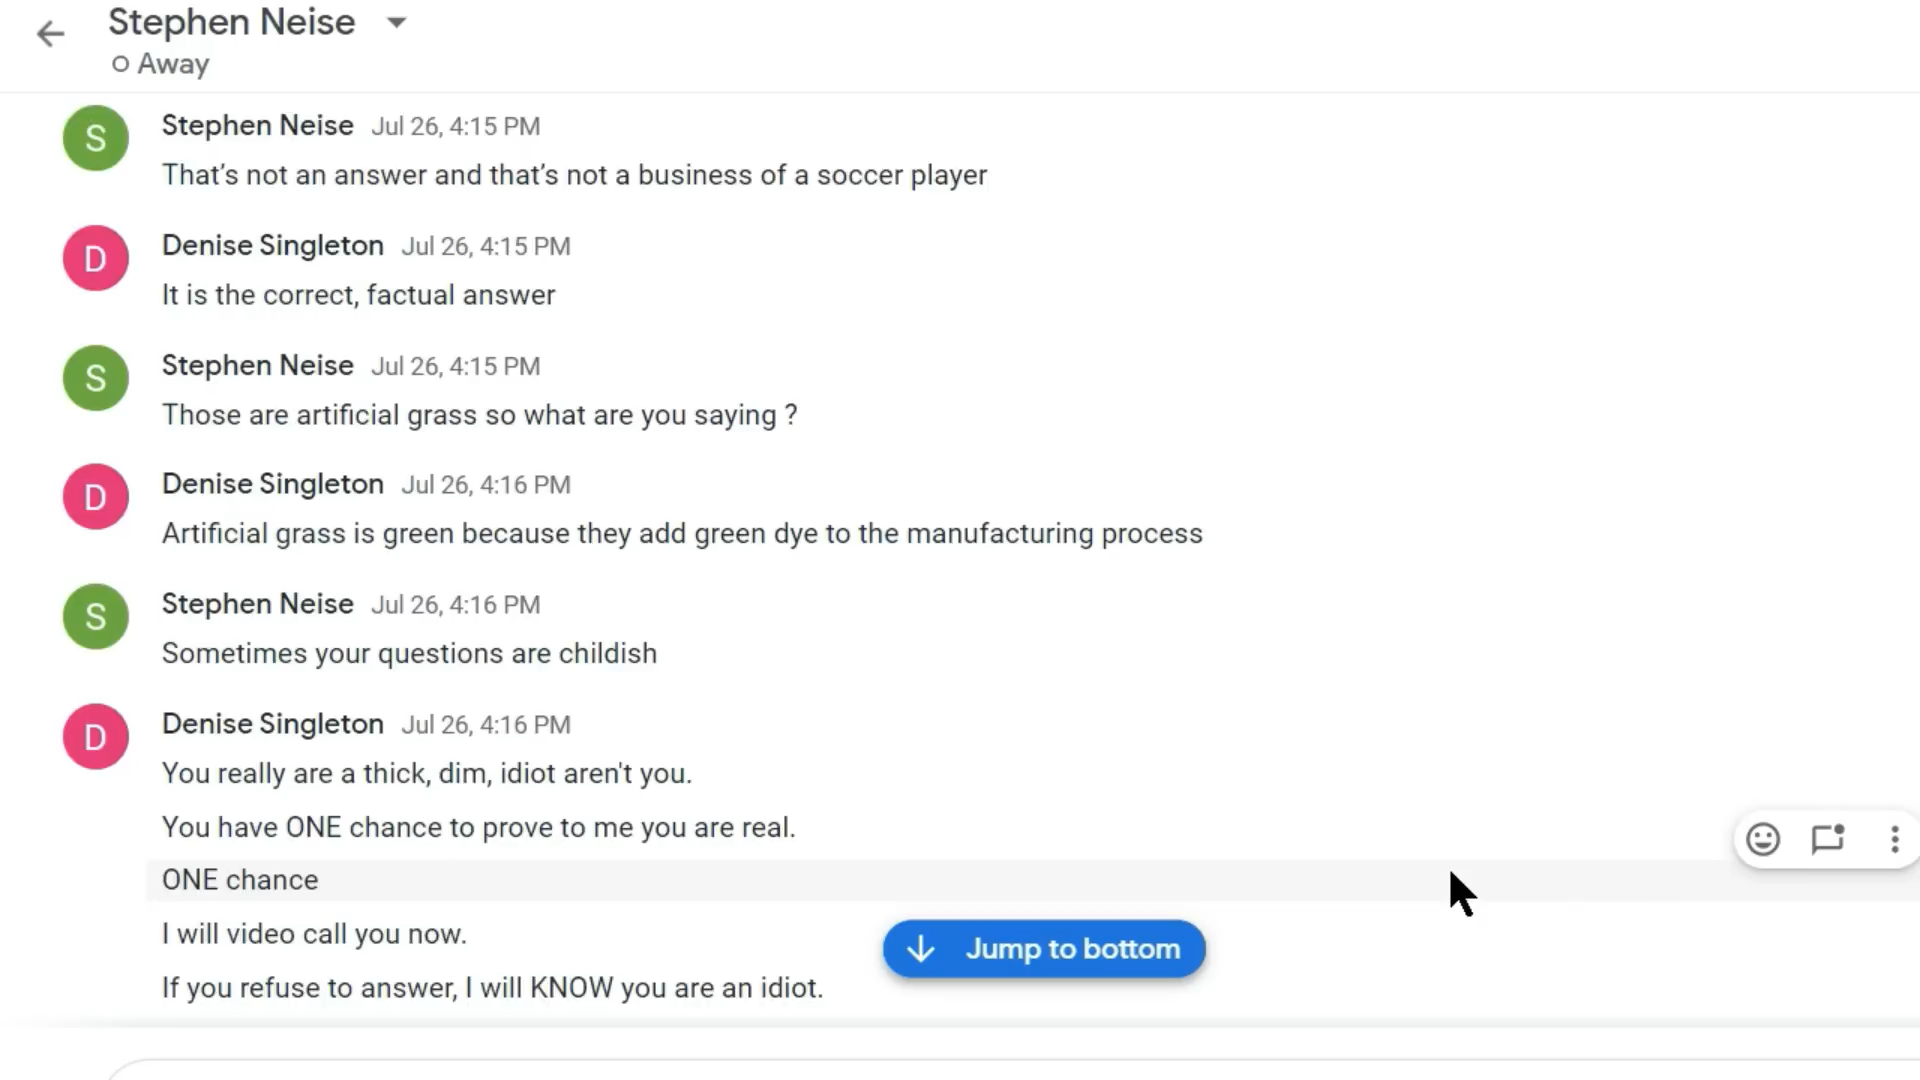 Stephen Neise
Away
S
Stephen Neise Jul 26, 4:15 PM
That's not an answer and that's not a business of a soccer player
D
Denise Singleton Jul 26, 4:15 PM
It is the correct, factual answer
S
Stephen Neise Jul 26, 4:15 PM
Those are artificial grass so what are you saying ?
D
Denise Singleton Jul 26, 4:16 PM
Artificial grass is green because they add green dye to the manufacturing process
S
Stephen Neise Jul 26, 4:16 PM
Sometimes your questions are childish
D
Denise Singleton Jul 26, 4:16 PM
You really are a thick, dim, idiot aren't you.
You have ONE chance to prove to me you are real.
ONE chance
I will video call you now.
Jump to bottom
If you refuse to answer, I will KNOW you are an idiot.